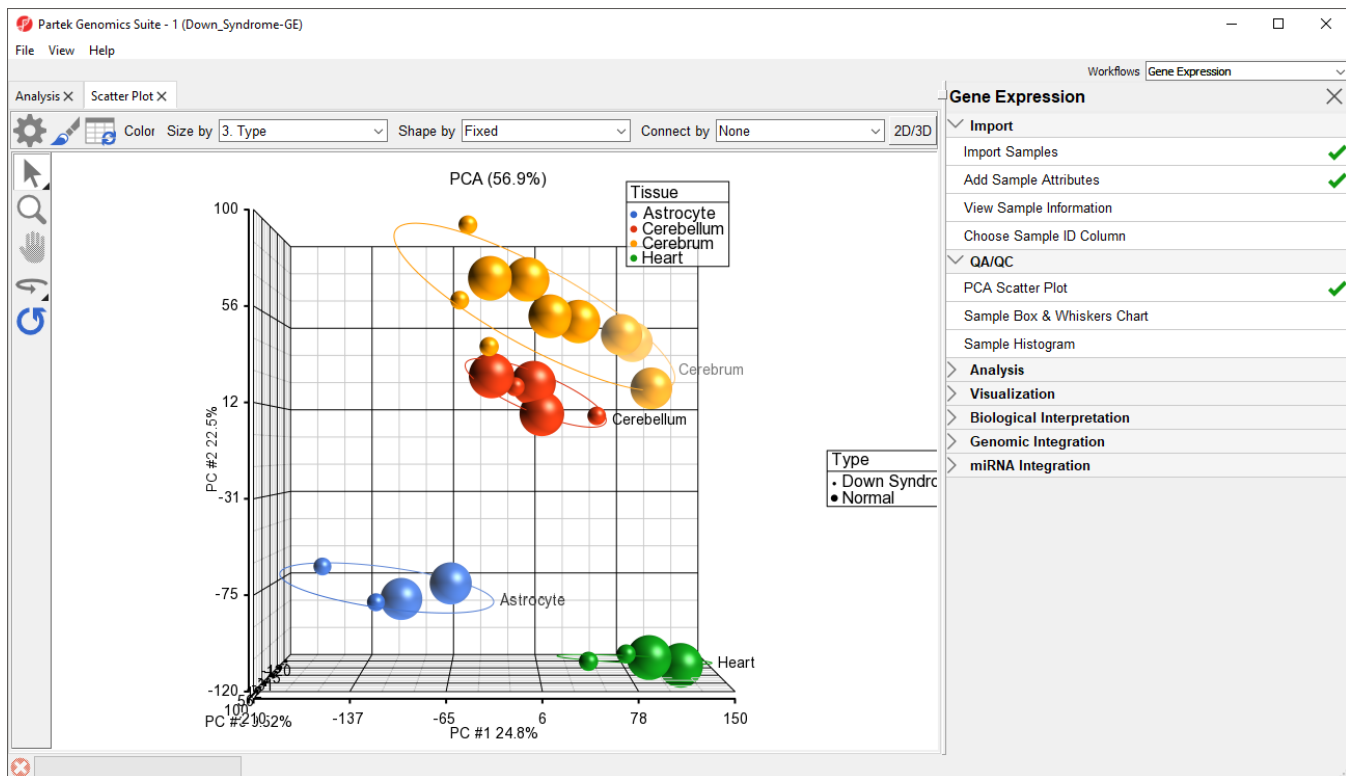 Partek Genomics Suite - 1 (Down_Syndrome-GE)
File View Help
Workflows Gene Expression
Analysis Scatter Plot
Gene Expression
Color Size by 3. Type Shape by Fixed Connect by None 2D/3D
Import
Import Samples
Add Sample Attributes
View Sample Information
Choose Sample ID Column
QA/QC
PCA Scatter Plot
Sample Box & Whiskers Chart
Sample Histogram
Analysis
Visualization
Biological Interpretation
Genomic Integration
miRNA Integration
PCA (56.9%)
Tissue
Astrocyte
Cerebellum
Cerebrum
Heart
100
56
12
-31
-75
-120
PC #2 22.5%
Cerebrum
Cerebellum
Type
Down Syndro
Normal
Astrocyte
Heart
100
-210
-137
-65
6
78
150
PC #1 24.8%